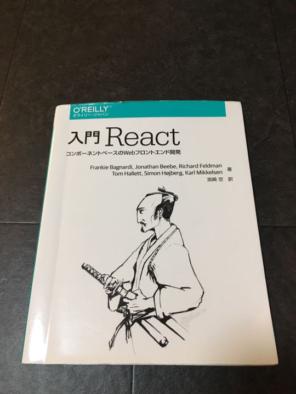 O'REILLY
オライリー・ジャパン
入門 React
コンポーネントベースのWebフロントエンド開発
Frankie Bagnardi, Jonathan Beebe, Richard Feldman
Tom Hallett, Simon Højberg, Karl Mikkelsen
著
宮崎 空 訳